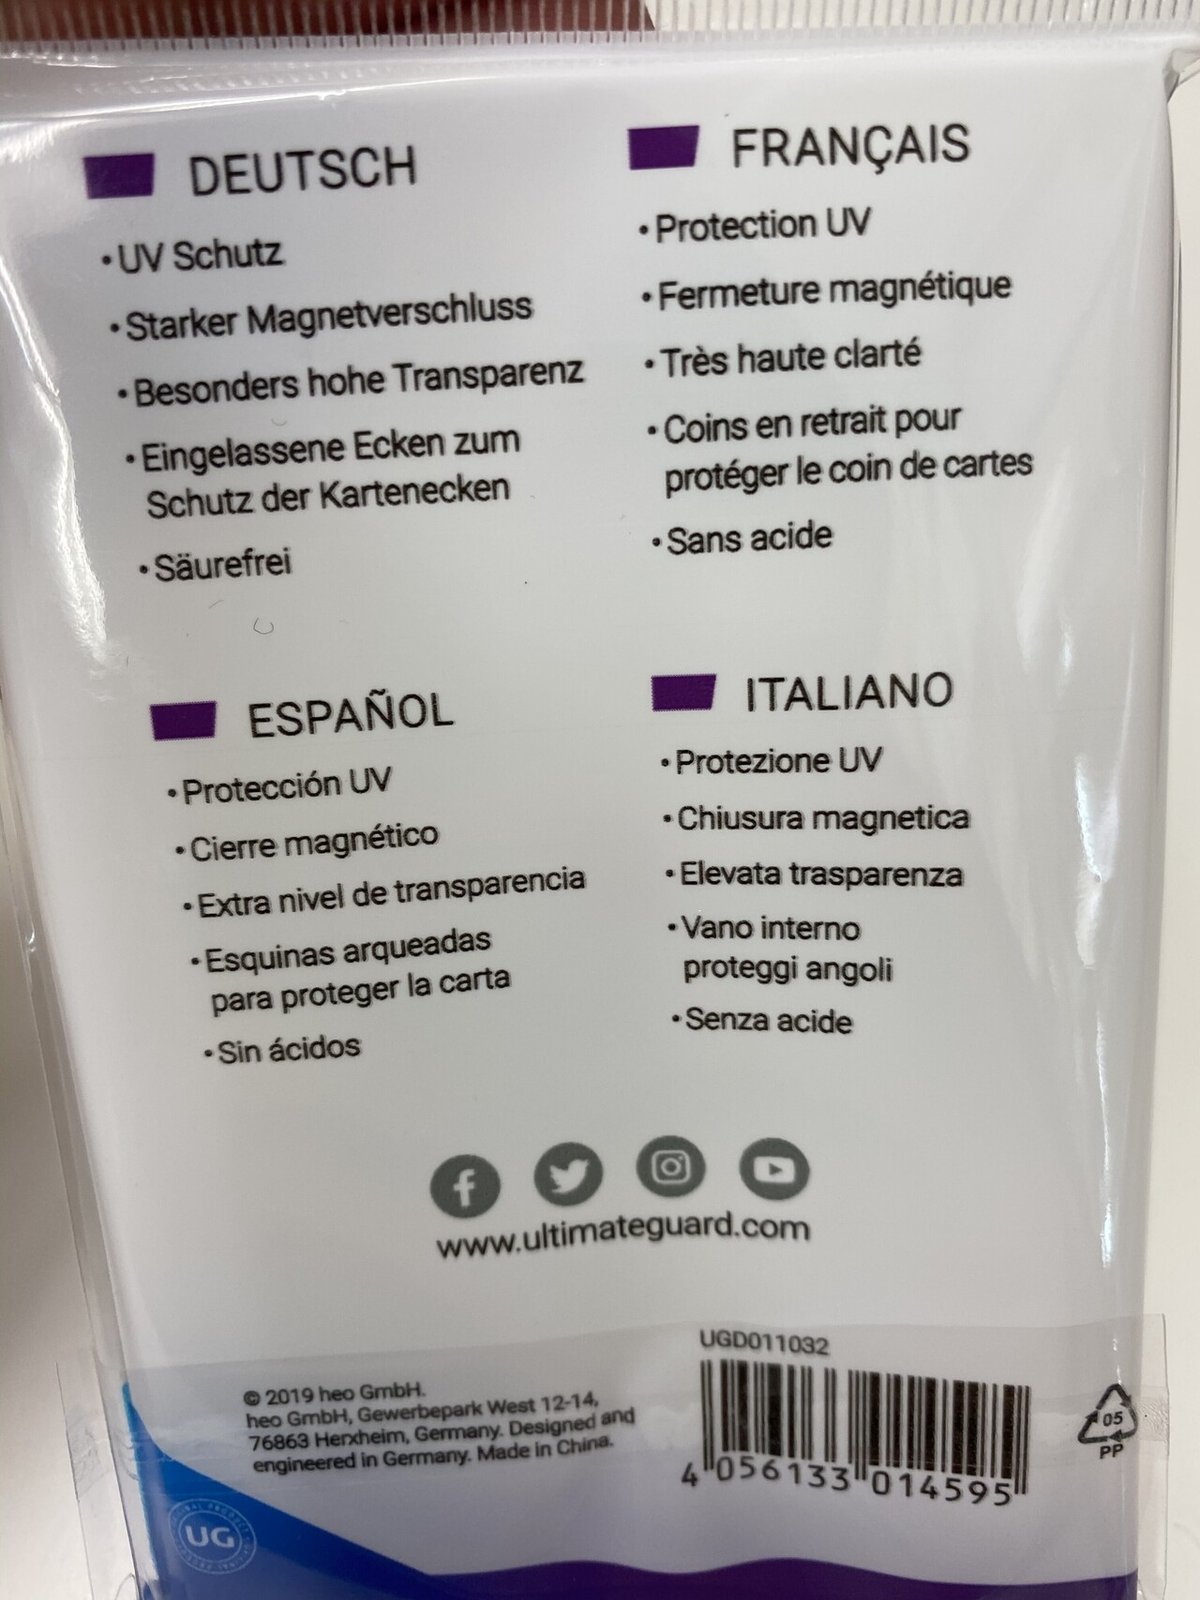 DEUTSCH
• UV Schutz
• Starker Magnetverschluss
• Besonders hohe Transparenz
• Eingelassene Ecken zum
Schutz der Kartenecken
• Säurefrei
FRANÇAIS
• Protection UV
• Fermeture magnétique
• Très haute clarté
• Coins en retrait pour
protéger le coin de cartes
• Sans acide
ESPAÑOL
• Protección UV
• Cierre magnético
• Extra nivel de transparencia
• Esquinas arqueadas
para proteger la carta
• Sin ácidos
ITALIANO
• Protezione UV
• Chiusura magnetica
• Elevata trasparenza
• Vano interno
proteggi angoli
• Senza acide
www.ultimateguard.com
© 2019 heo GmbH.
heo GmbH, Gewerbepark West 12-14,
76863 Herxheim, Germany. Designed and
engineered in Germany. Made in China.
UGD011032
4 056133 014595
05
PP
UG